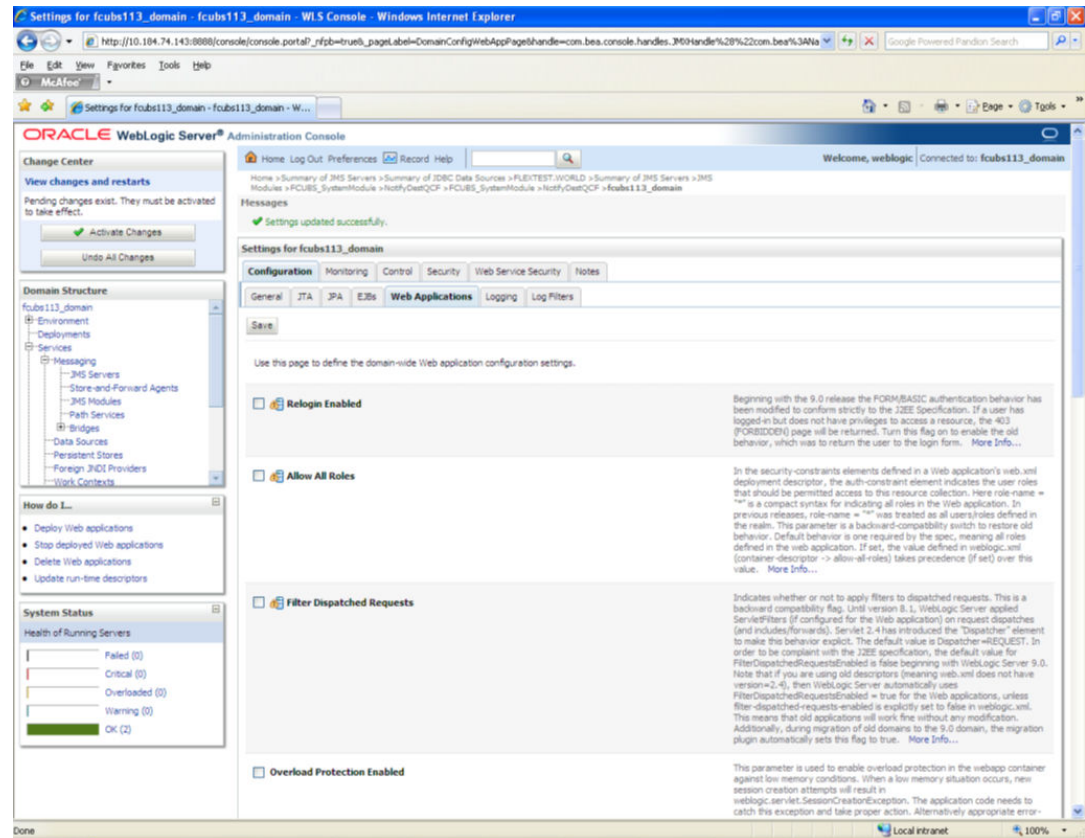 Settings for fcubs113_domain - fcubs113_domain - WLS Console - Windows Internet Explorer
http://10.184.74.143:8888/console/console.portal?_nfpb=true&_pageLabel=DomainConfigWebAppPage&handle=com.bea.console.handles.JMXHandle%28%22com.bea%3ANa
Google Powered Pandion Search
File Edit View Favorites Tools Help
McAfee
Settings for fcubs113_domain - fcubs113_domain - W...
Page Tools
ORACLE WebLogic Server® Administration Console
Change Center
View changes and restarts
Pending changes exist. They must be activated
to take effect.
Activate Changes
Undo All Changes
Domain Structure
fcubs113_domain
Environment
Deployments
Services
Messaging
JMS Servers
Store-and-Forward Agents
JMS Modules
Path Services
Bridges
Data Sources
Persistent Stores
Foreign JNDI Providers
Work Contexts
How do I...
Deploy Web applications
Stop deployed Web applications
Delete Web applications
Update run-time descriptors
System Status
Health of Running Servers
Failed (0)
Critical (0)
Overloaded (0)
Warning (0)
OK (2)
Home Log Out Preferences Record Help
Welcome, weblogic Connected to: fcubs113_domain
Home >Summary of JMS Servers >Summary of JDBC Data Sources >FLEXTEST.WORLD >Summary of JMS Servers >JMS
Modules >FCUBS_SystemModule >NotifyDestQCF >FCUBS_SystemModule >NotifyDestQCF >fcubs113_domain
Messages
Settings updated successfully.
Settings for fcubs113_domain
Configuration Monitoring Control Security Web Service Security Notes
General JTA JPA EJBs Web Applications Logging Log Filters
Save
Use this page to define the domain-wide Web application configuration settings.
Relogin Enabled
Beginning with the 9.0 release the FORM/BASIC authentication behavior has
been modified to conform strictly to the J2EE Specification. If a user has
logged-in but does not have privileges to access a resource, the 403
(FORBIDDEN) page will be returned. Turn this flag on to enable the old
behavior, which was to return the user to the login form. More Info...
Allow All Roles
In the security-constraints elements defined in a Web application's web.xml
deployment descriptor, the auth-constraint element indicates the user roles
that should be permitted access to this resource collection. Here role-name =
"*" is a compact syntax for indicating all roles in the Web application. In
previous releases, role-name = "*" was treated as all users/roles defined in
the realm. This parameter is a backward-compatibility switch to restore old
behavior. Default behavior is one required by the spec, meaning all roles
defined in the web application. If set, the value defined in weblogic.xml
(container-descriptor -> allow-all-roles) takes precedence (if set) over this
value. More Info...
Filter Dispatched Requests
Indicates whether or not to apply filters to dispatched requests. This is a
backward compatibility flag. Until version 8.1, WebLogic Server applied
ServletFilters (if configured for the Web application) on request dispatches
(and includes/forwards). Servlet 2.4 has introduced the "Dispatcher" element
to make this behavior explicit. The default value is Dispatcher=REQUEST. In
order to be complaint with the J2EE specification, the default value for
FilterDispatchedRequestsEnabled is false beginning with WebLogic Server 9.0.
Note that if you are using old descriptors (meaning web.xml does not have
version=2.4), then WebLogic Server automatically uses
FilterDispatchedRequestsEnabled = true for the Web applications, unless
filter-dispatched-requests-enabled is explicitly set to false in weblogic.xml.
This means that old applications will work fine without any modification.
Additionally, during migration of old domains to the 9.0 domain, the migration
plugin automatically sets this flag to true. More Info...
Overload Protection Enabled
This parameter is used to enable overload protection in the webapp container
against low memory conditions. When a low memory situation occurs, new
session creation attempts will result in
weblogic.servlet.SessionCreationException. The application code needs to
catch this exception and take proper action. Alternatively appropriate error-
Done
Local intranet
100%